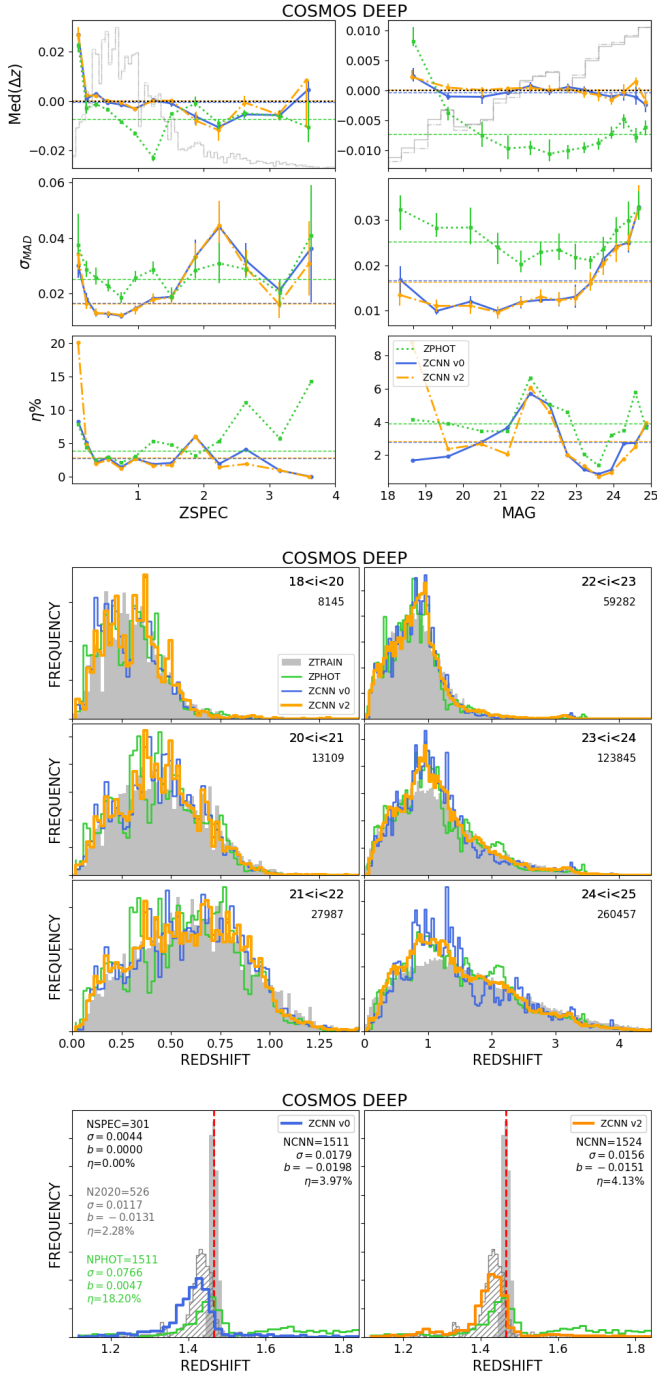 COSMOS DEEP
Med(Δz)
0.02
0.00
−0.02
0.010
0.005
0.000
−0.005
−0.010
σMAD
0.06
0.04
0.02
0.03
0.02
0.01
η%
20
15
10
5
0
8
6
4
2
ZPHOT
ZCNN v0
ZCNN v2
1 2 3 4
18 19 20 21 22 23 24 25
ZSPEC
MAG
COSMOS DEEP
FREQUENCY
18<i<20
8145
ZTRAIN
ZPHOT
ZCNN v0
ZCNN v2
22<i<23
59282
FREQUENCY
20<i<21
13109
23<i<24
123845
FREQUENCY
21<i<22
27987
24<i<25
260457
0.00 0.25 0.50 0.75 1.00 1.25
0 1 2 3 4
REDSHIFT
REDSHIFT
COSMOS DEEP
FREQUENCY
NSPEC=301
σ=0.0044
b=0.0000
η=0.00%
N2020=526
σ=0.0117
b=−0.0131
η=2.28%
NPHOT=1511
σ=0.0766
b=0.0047
η=18.20%
ZCNN v0
NCNN=1511
σ=0.0179
b=−0.0198
η=3.97%
ZCNN v2
NCNN=1524
σ=0.0156
b=−0.0151
η=4.13%
1.2 1.4 1.6 1.8
1.2 1.4 1.6 1.8
REDSHIFT
REDSHIFT